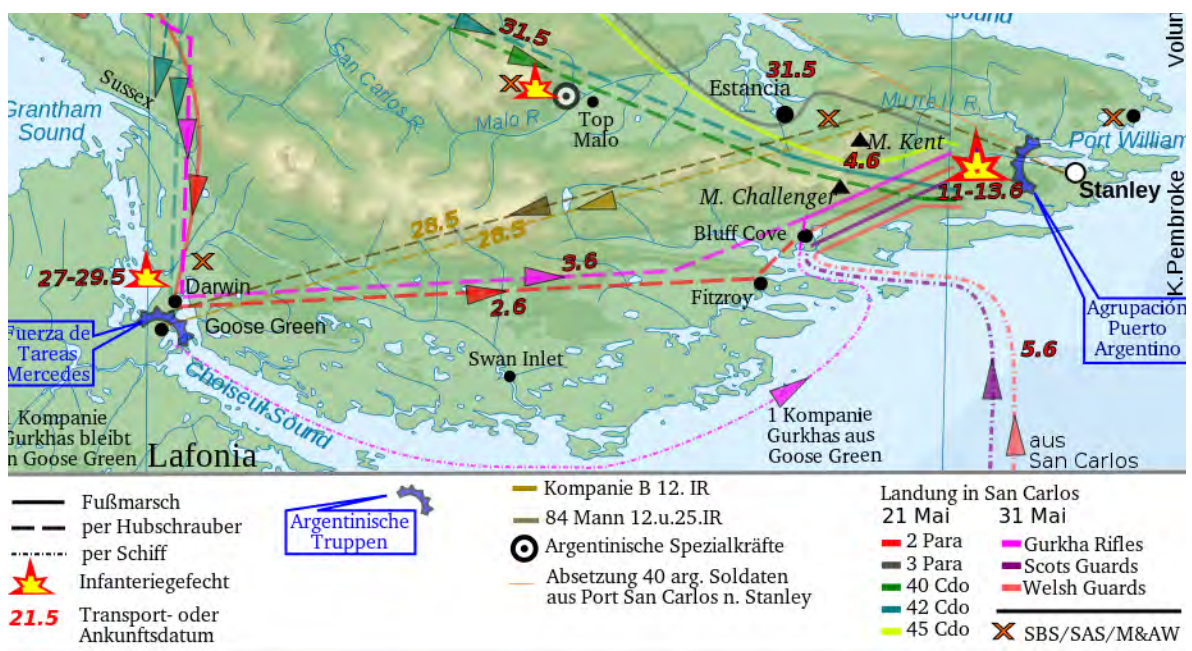 Sound
Volun
31.5
San Carlos R.
31.5
Sussex
Estancia
Grantham
Sound
Murrell R.
Malo R
Top
Malo
M. Kent
Port William
4.6
11-13.6
Stanley
M. Challenger
28.5
28.5
Bluff Cove
K.Pembroke
3.6
27-29.5
Darwin
2.6
Fitzroy
Goose Green
Fuerza de
Tareas
Mercedes
Agrupación
Puerto
Argentino
Swan Inlet
5.6
Choiseul Sound
1 Kompanie
Gurkhas bleibt
n Goose Green
Lafonia
1 Kompanie
Gurkhas aus
Goose Green
aus
San Carlos
Fußmarsch
per Hubschrauber
per Schiff
Infanteriegefecht
21.5
Transport- oder
Ankunftsdatum
Argentinische
Truppen
Kompanie B 12. IR
84 Mann 12.u.25.IR
Argentinische Spezialkräfte
Absetzung 40 arg. Soldaten
aus Port San Carlos n. Stanley
Landung in San Carlos
21 Mai
31 Mai
2 Para
3 Para
40 Cdo
42 Cdo
45 Cdo
Gurkha Rifles
Scots Guards
Welsh Guards
SBS/SAS/M&AW